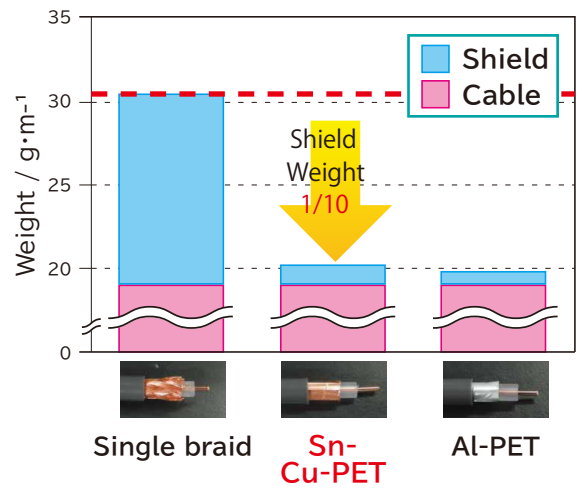 35
30
25
20
0
Weight / g·m⁻¹
Shield
Cable
Shield
Weight
1/10
Single braid
Sn-
Cu-PET
Al-PET